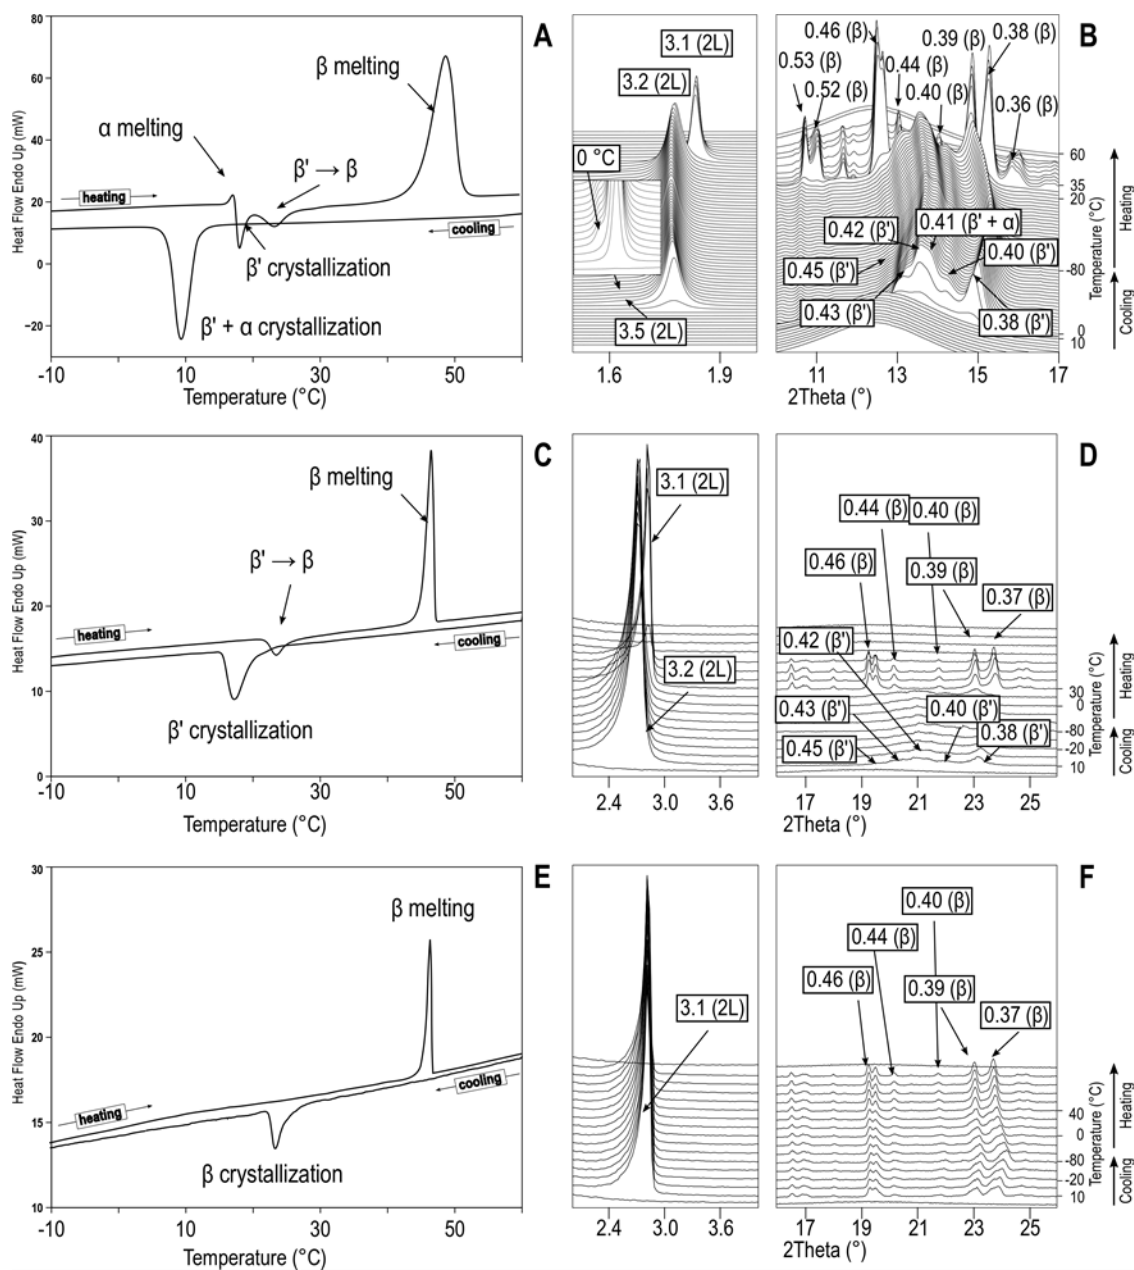 A
80
60
40
20
0
-20
Heat Flow Endo Up (mW)
β melting
α melting
β' → β
heating
cooling
β' crystallization
β' + α crystallization
-10
10
30
50
Temperature (°C)
3.1 (2L)
3.2 (2L)
0 °C
3.5 (2L)
1.6
1.9
B
0.46 (β)
0.39 (β)
0.38 (β)
0.53 (β)
0.44 (β)
0.52 (β)
0.40 (β)
0.36 (β)
0.42 (β')
0.41 (β' + α)
0.40 (β')
0.45 (β')
0.43 (β')
0.38 (β')
60
35
20
-80
0
10
Temperature (°C)
Heating
Cooling
11
13
15
17
2Theta (°)
C
40
30
20
10
0
Heat Flow Endo Up (mW)
β melting
β' → β
heating
cooling
β' crystallization
-10
10
30
50
Temperature (°C)
3.1 (2L)
3.2 (2L)
2.4
3.0
3.6
D
0.44 (β)
0.40 (β)
0.46 (β)
0.39 (β)
0.37 (β)
0.42 (β')
0.43 (β')
0.40 (β')
0.45 (β')
0.38 (β')
30
0
-80
-20
10
Temperature (°C)
Heating
Cooling
17
19
21
23
25
2Theta (°)
E
30
25
20
15
10
Heat Flow Endo Up (mW)
β melting
heating
cooling
β crystallization
-10
10
30
50
Temperature (°C)
3.1 (2L)
2.4
3.0
3.6
F
0.40 (β)
0.44 (β)
0.46 (β)
0.39 (β)
0.37 (β)
40
0
-80
-20
10
Temperature (°C)
Heating
Cooling
17
19
21
23
25
2Theta (°)